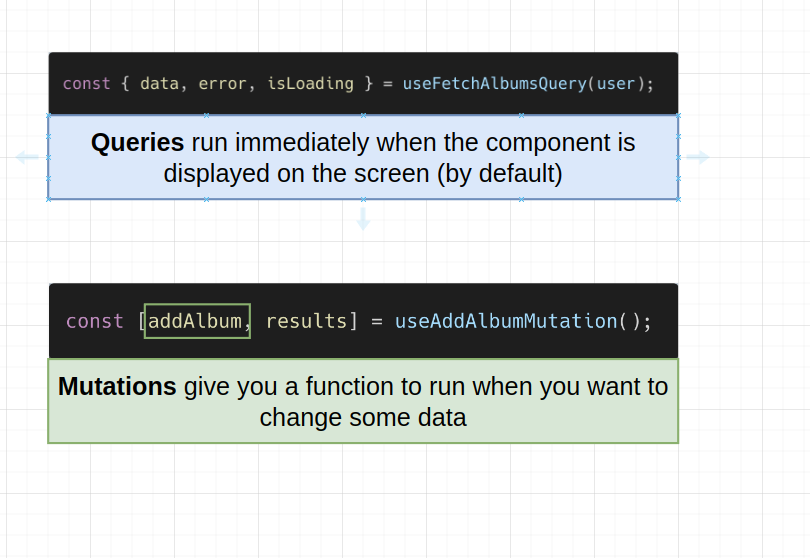 const { data, error, isLoading } = useFetchAlbumsQuery(user);
Queries run immediately when the component is
displayed on the screen (by default)
const [addAlbum, results] = useAddAlbumMutation();
Mutations give you a function to run when you want to
change some data